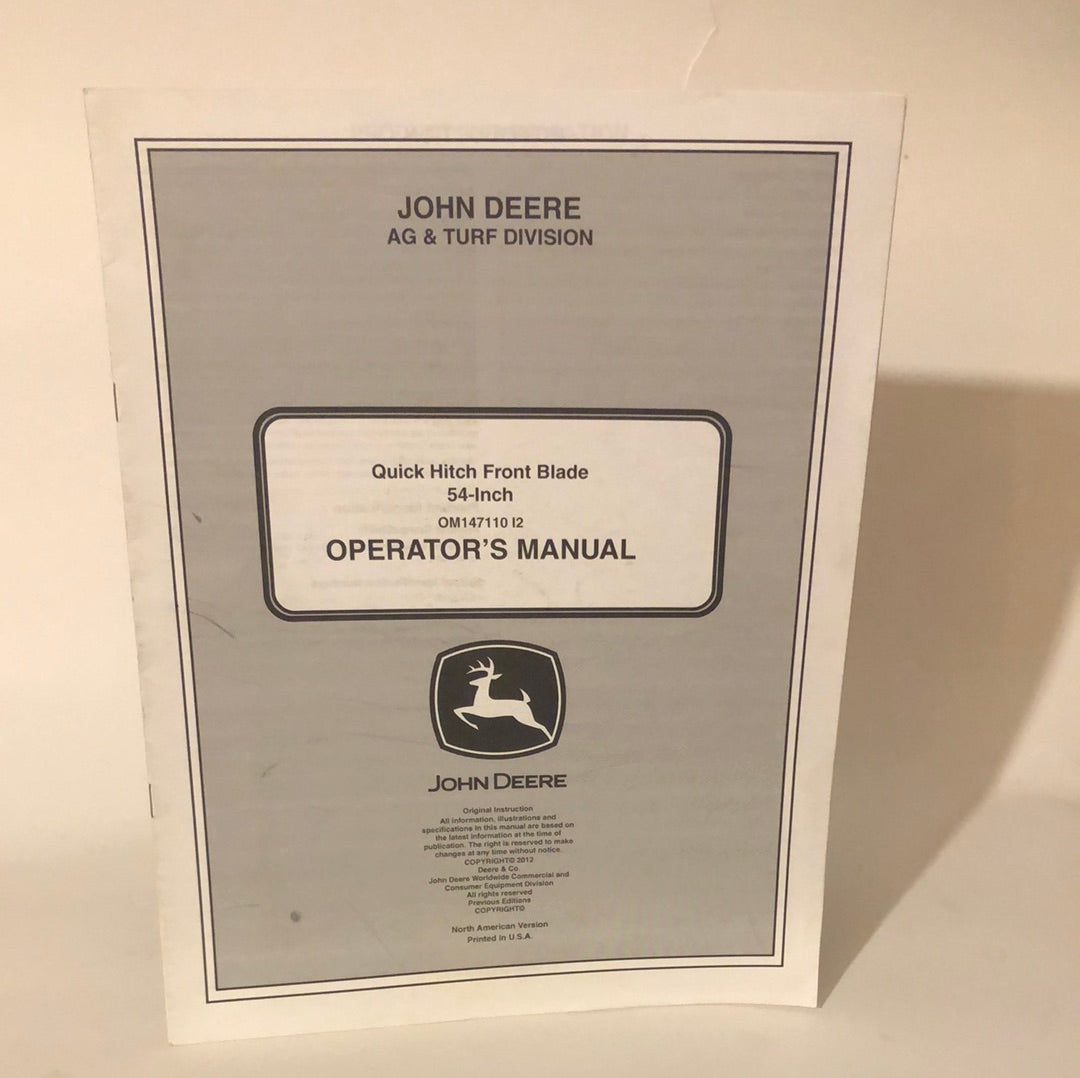 JOHN DEERE
AG & TURF DIVISION
Quick Hitch Front Blade
54-Inch
OM147110 I2
OPERATOR'S MANUAL
JOHN DEERE
Original Instruction
All information, illustrations and
specifications in this manual are based on
the latest information at the time of
publication. The right is reserved to make
changes at any time without notice.
COPYRIGHT© 2012
Deere & Co
John Deere Worldwide Commercial and
Consumer Equipment Division
All rights reserved
Previous Editions
COPYRIGHT©
North American Version
Printed in U.S.A.